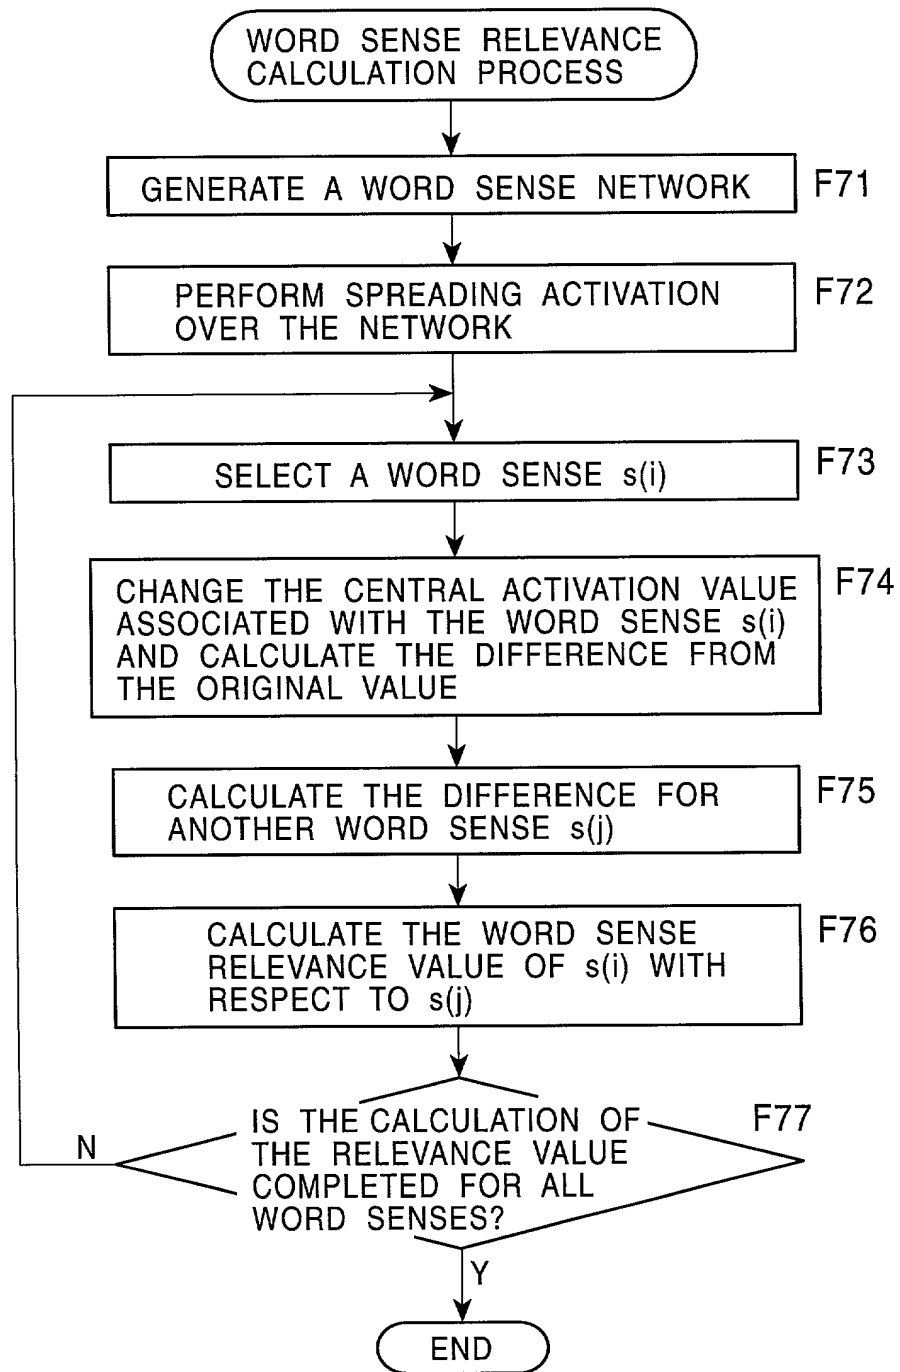 WORD SENSE RELEVANCE
CALCULATION PROCESS
GENERATE A WORD SENSE NETWORK
F71
PERFORM SPREADING ACTIVATION
OVER THE NETWORK
F72
SELECT A WORD SENSE s(i)
F73
CHANGE THE CENTRAL ACTIVATION VALUE
ASSOCIATED WITH THE WORD SENSE s(i)
AND CALCULATE THE DIFFERENCE FROM
THE ORIGINAL VALUE
F74
CALCULATE THE DIFFERENCE FOR
ANOTHER WORD SENSE s(j)
F75
CALCULATE THE WORD SENSE
RELEVANCE VALUE OF s(i) WITH
RESPECT TO s(j)
F76
IS THE CALCULATION OF
THE RELEVANCE VALUE
COMPLETED FOR ALL
WORD SENSES?
F77
N
Y
END